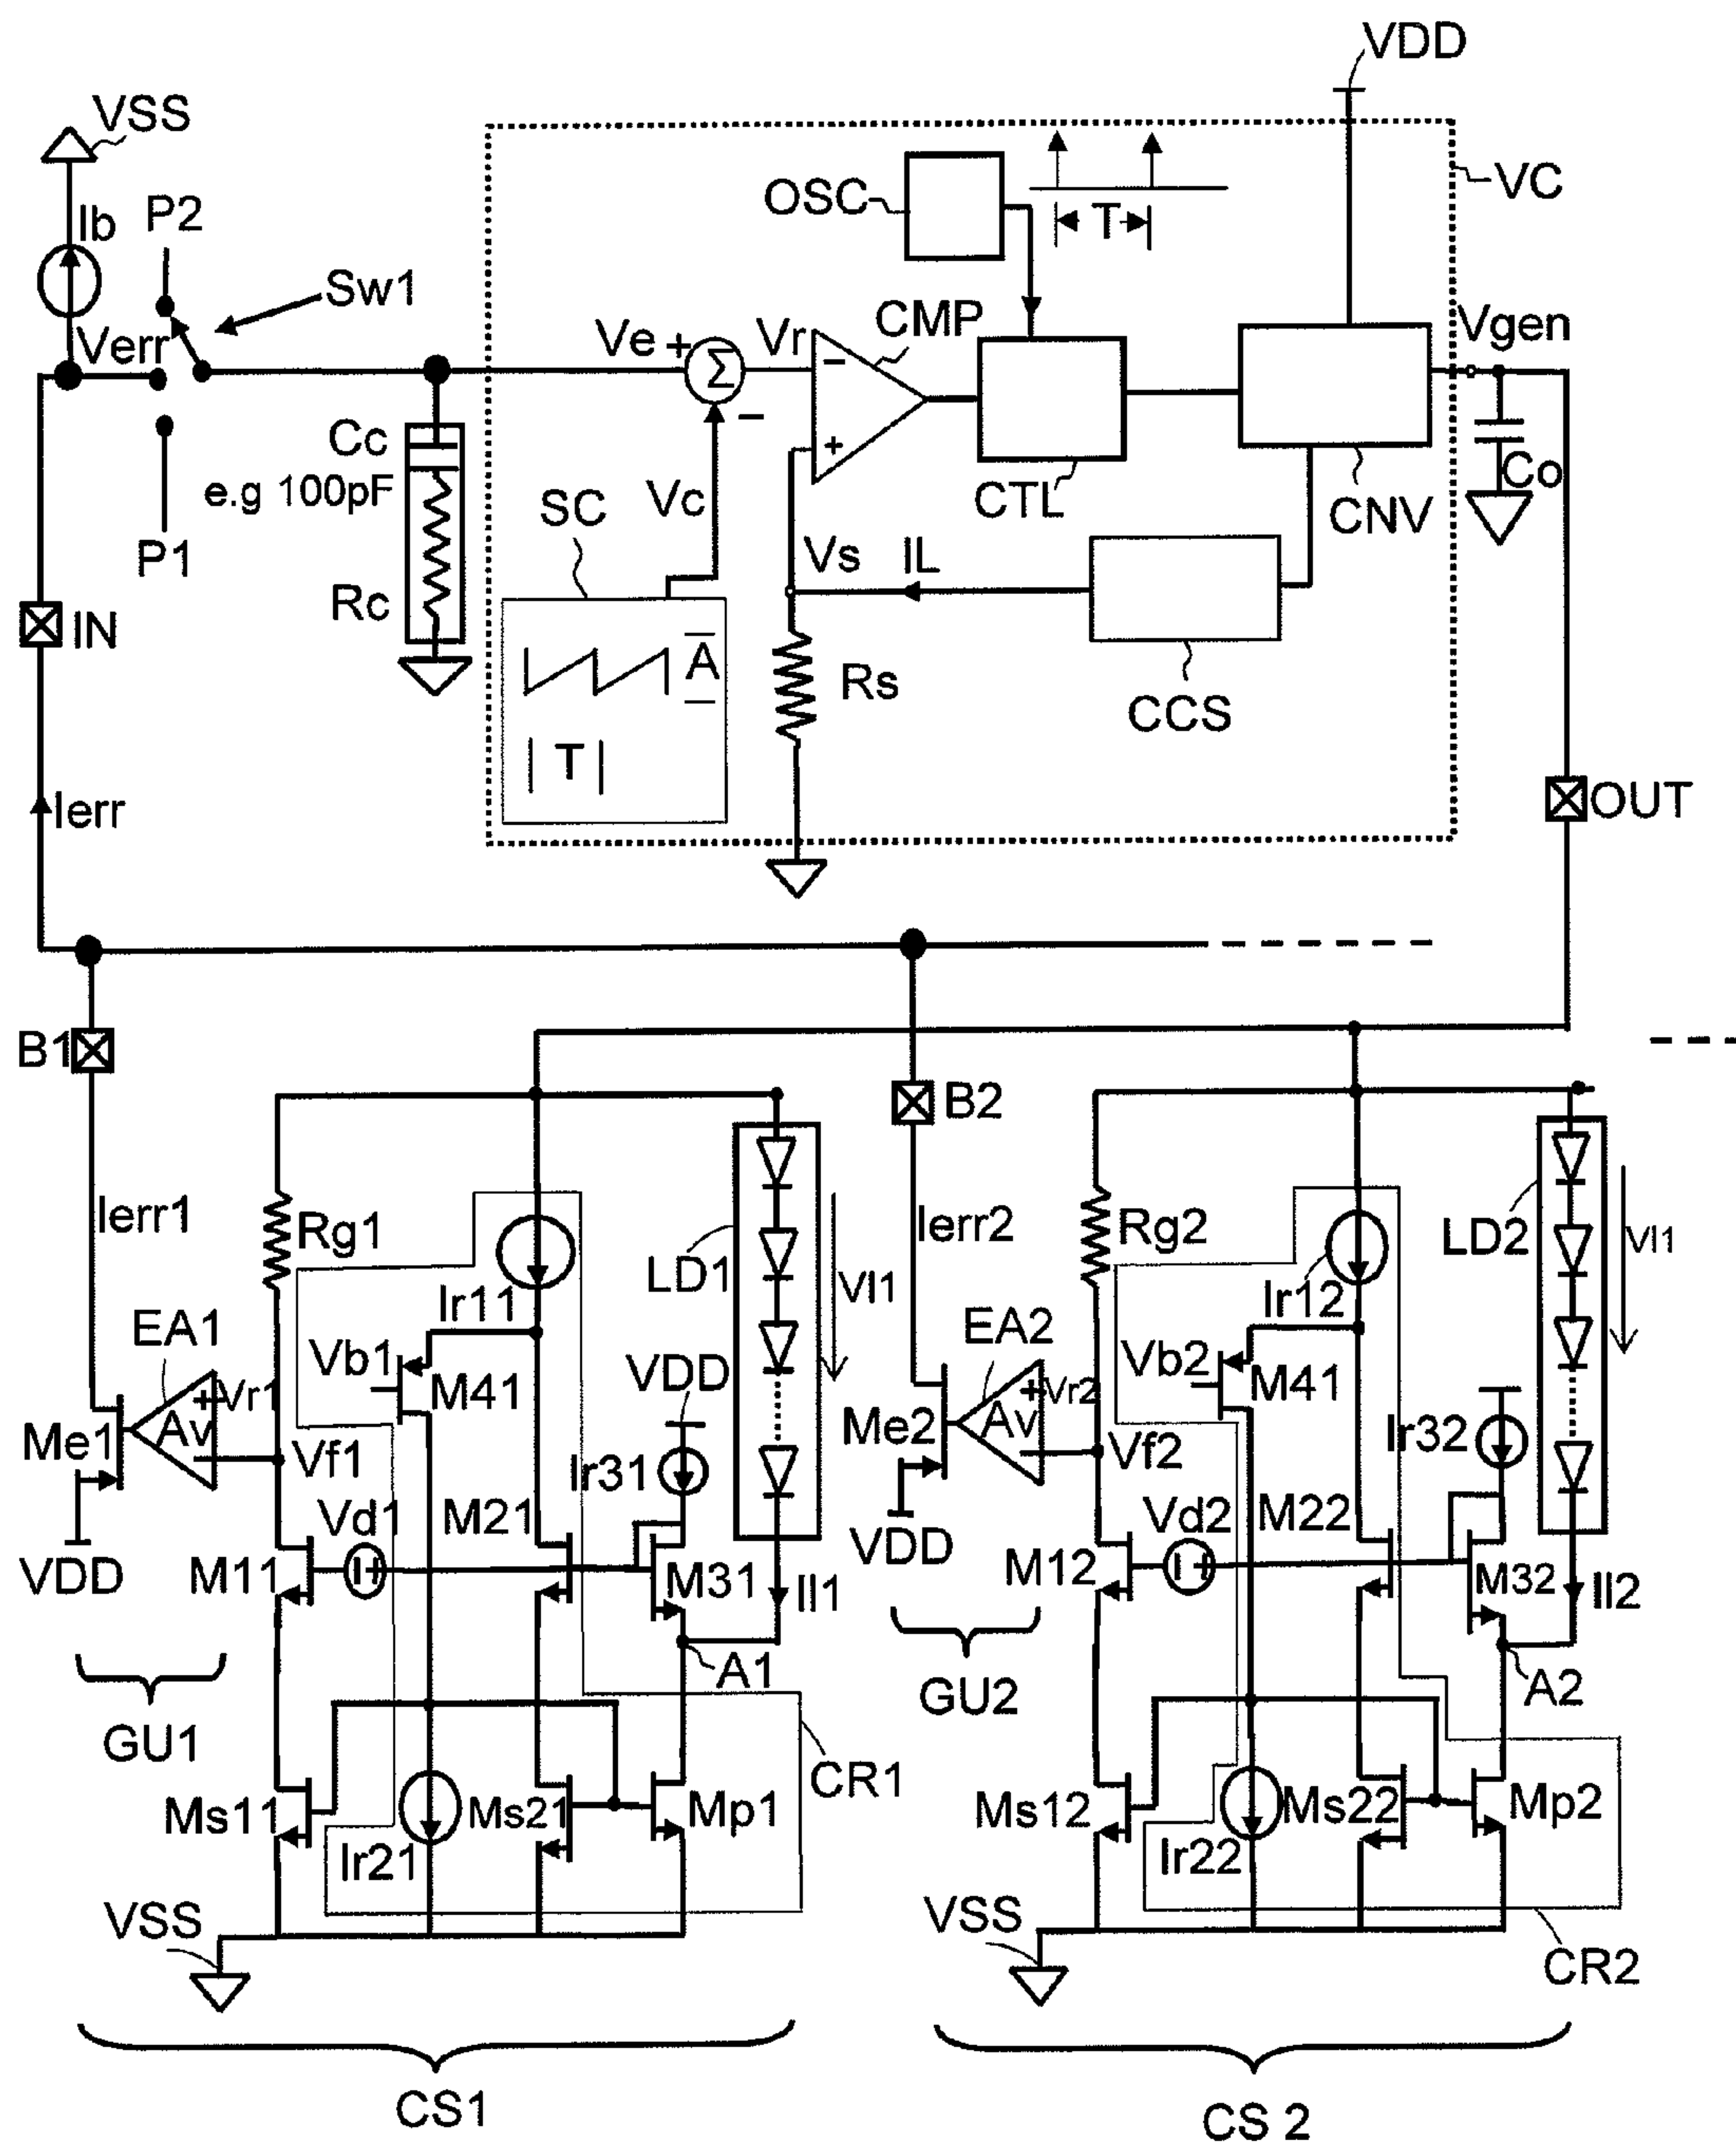 VDD
VSS
P2
Ib
Sw1
Verr
OSC
T
VC
Ve
+
Σ
−
Vr
CMP
−
+
CTL
CNV
Vgen
Co
Cc
e.g 100pF
Rc
P1
SC
Vc
A
T
Vs
IL
Rs
CCS
IN
Ierr
OUT
B1
B2
Ierr1
Rg1
Ir11
LD1
Vl1
Ierr2
Rg2
Ir12
LD2
Vl1
EA1
Vb1
M41
VDD
EA2
Vb2
M41
Me1
Av
+
−
Vr1
Vf1
Ir31
Me2
Av
+
−
Vr2
Vf2
Ir32
VDD
Vd1
M21
VDD
Vd2
M22
M11
M31
Il1
M12
M32
Il2
GU1
A1
GU2
A2
CR1
Ms11
Ir21
Ms21
Mp1
Ms12
Ir22
Ms22
Mp2
VSS
VSS
CR2
CS1
CS 2